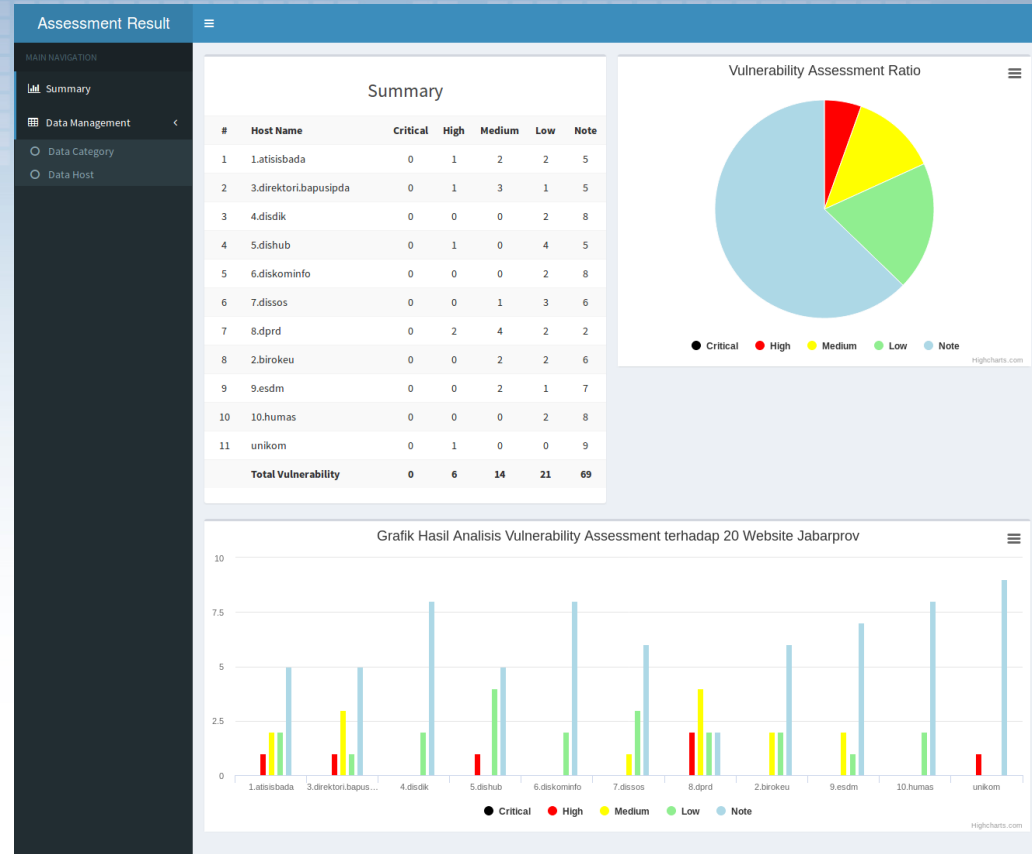 Assessment Result
MAIN NAVIGATION
Summary
Data Management
Data Category
Data Host
Summary
# Host Name Critical High Medium Low Note
1 1.atisisbada 0 1 2 2 5
2 3.direktori.bapusipda 0 1 3 1 5
3 4.disdik 0 0 0 2 8
4 5.dishub 0 1 0 4 5
5 6.diskominfo 0 0 0 2 8
6 7.dissos 0 0 1 3 6
7 8.dprd 0 2 4 2 2
8 2.birokeu 0 0 2 2 6
9 9.esdm 0 0 2 1 7
10 10.humas 0 0 0 2 8
11 unikom 0 1 0 0 9
Total Vulnerability 0 6 14 21 69
Vulnerability Assessment Ratio
Critical High Medium Low Note
Highcharts.com
Grafik Hasil Analisis Vulnerability Assessment terhadap 20 Website Jabarprov
10
7.5
5
2.5
0
1.atisisbada 3.direktori.bapus... 4.disdik 5.dishub 6.diskominfo 7.dissos 8.dprd 2.birokeu 9.esdm 10.humas unikom
Critical High Medium Low Note
Highcharts.com